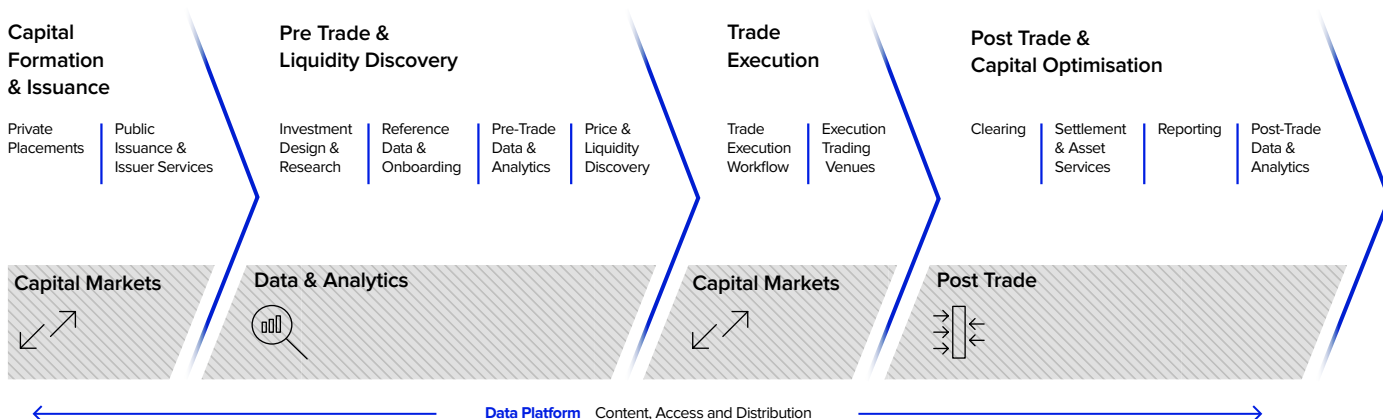 Capital
Formation
& Issuance
Private
Placements
Public
Issuance &
Issuer Services
Pre Trade &
Liquidity Discovery
Investment
Design &
Research
Reference
Data &
Onboarding
Pre-Trade
Data &
Analytics
Price &
Liquidity
Discovery
Trade
Execution
Trade
Execution
Workflow
Execution
Trading
Venues
Post Trade &
Capital Optimisation
Clearing
Settlement
& Asset
Services
Reporting
Post-Trade
Data &
Analytics
Capital Markets
Data & Analytics
Capital Markets
Post Trade
Data Platform Content, Access and Distribution